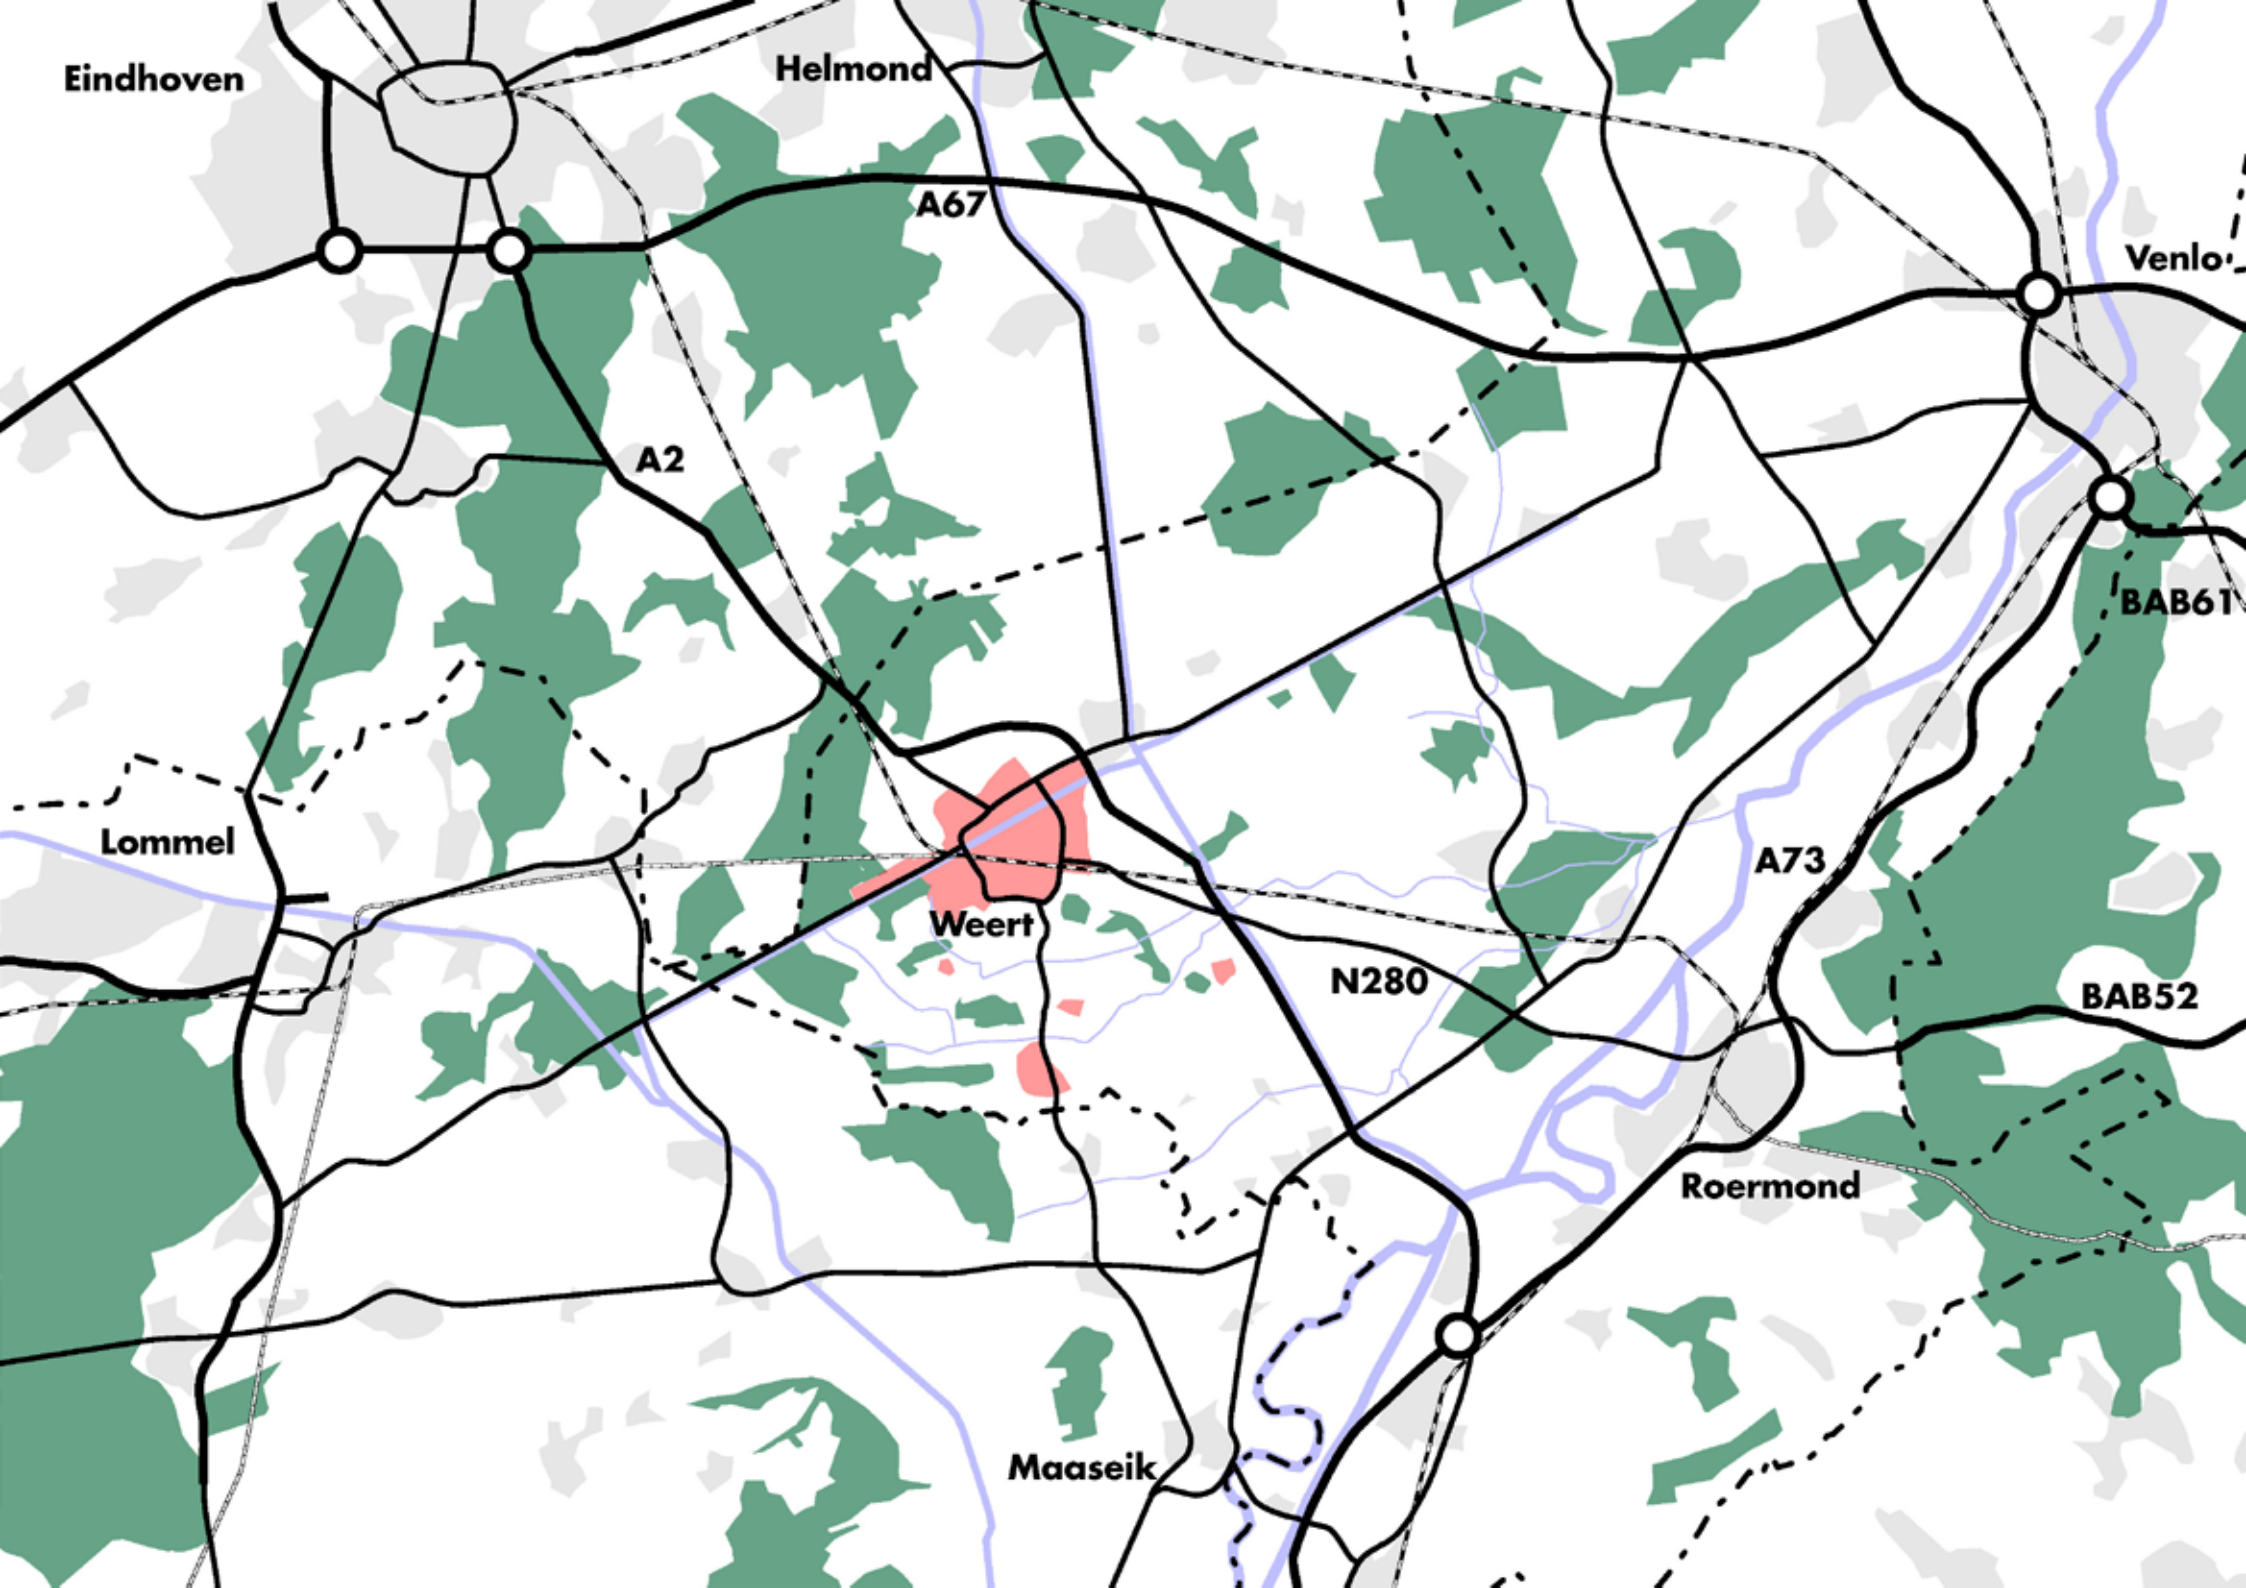 Eindhoven
Helmond
A67
Venlo
A2
BAB61
Lommel
A73
Weert
N280
BAB52
Roermond
Maaseik